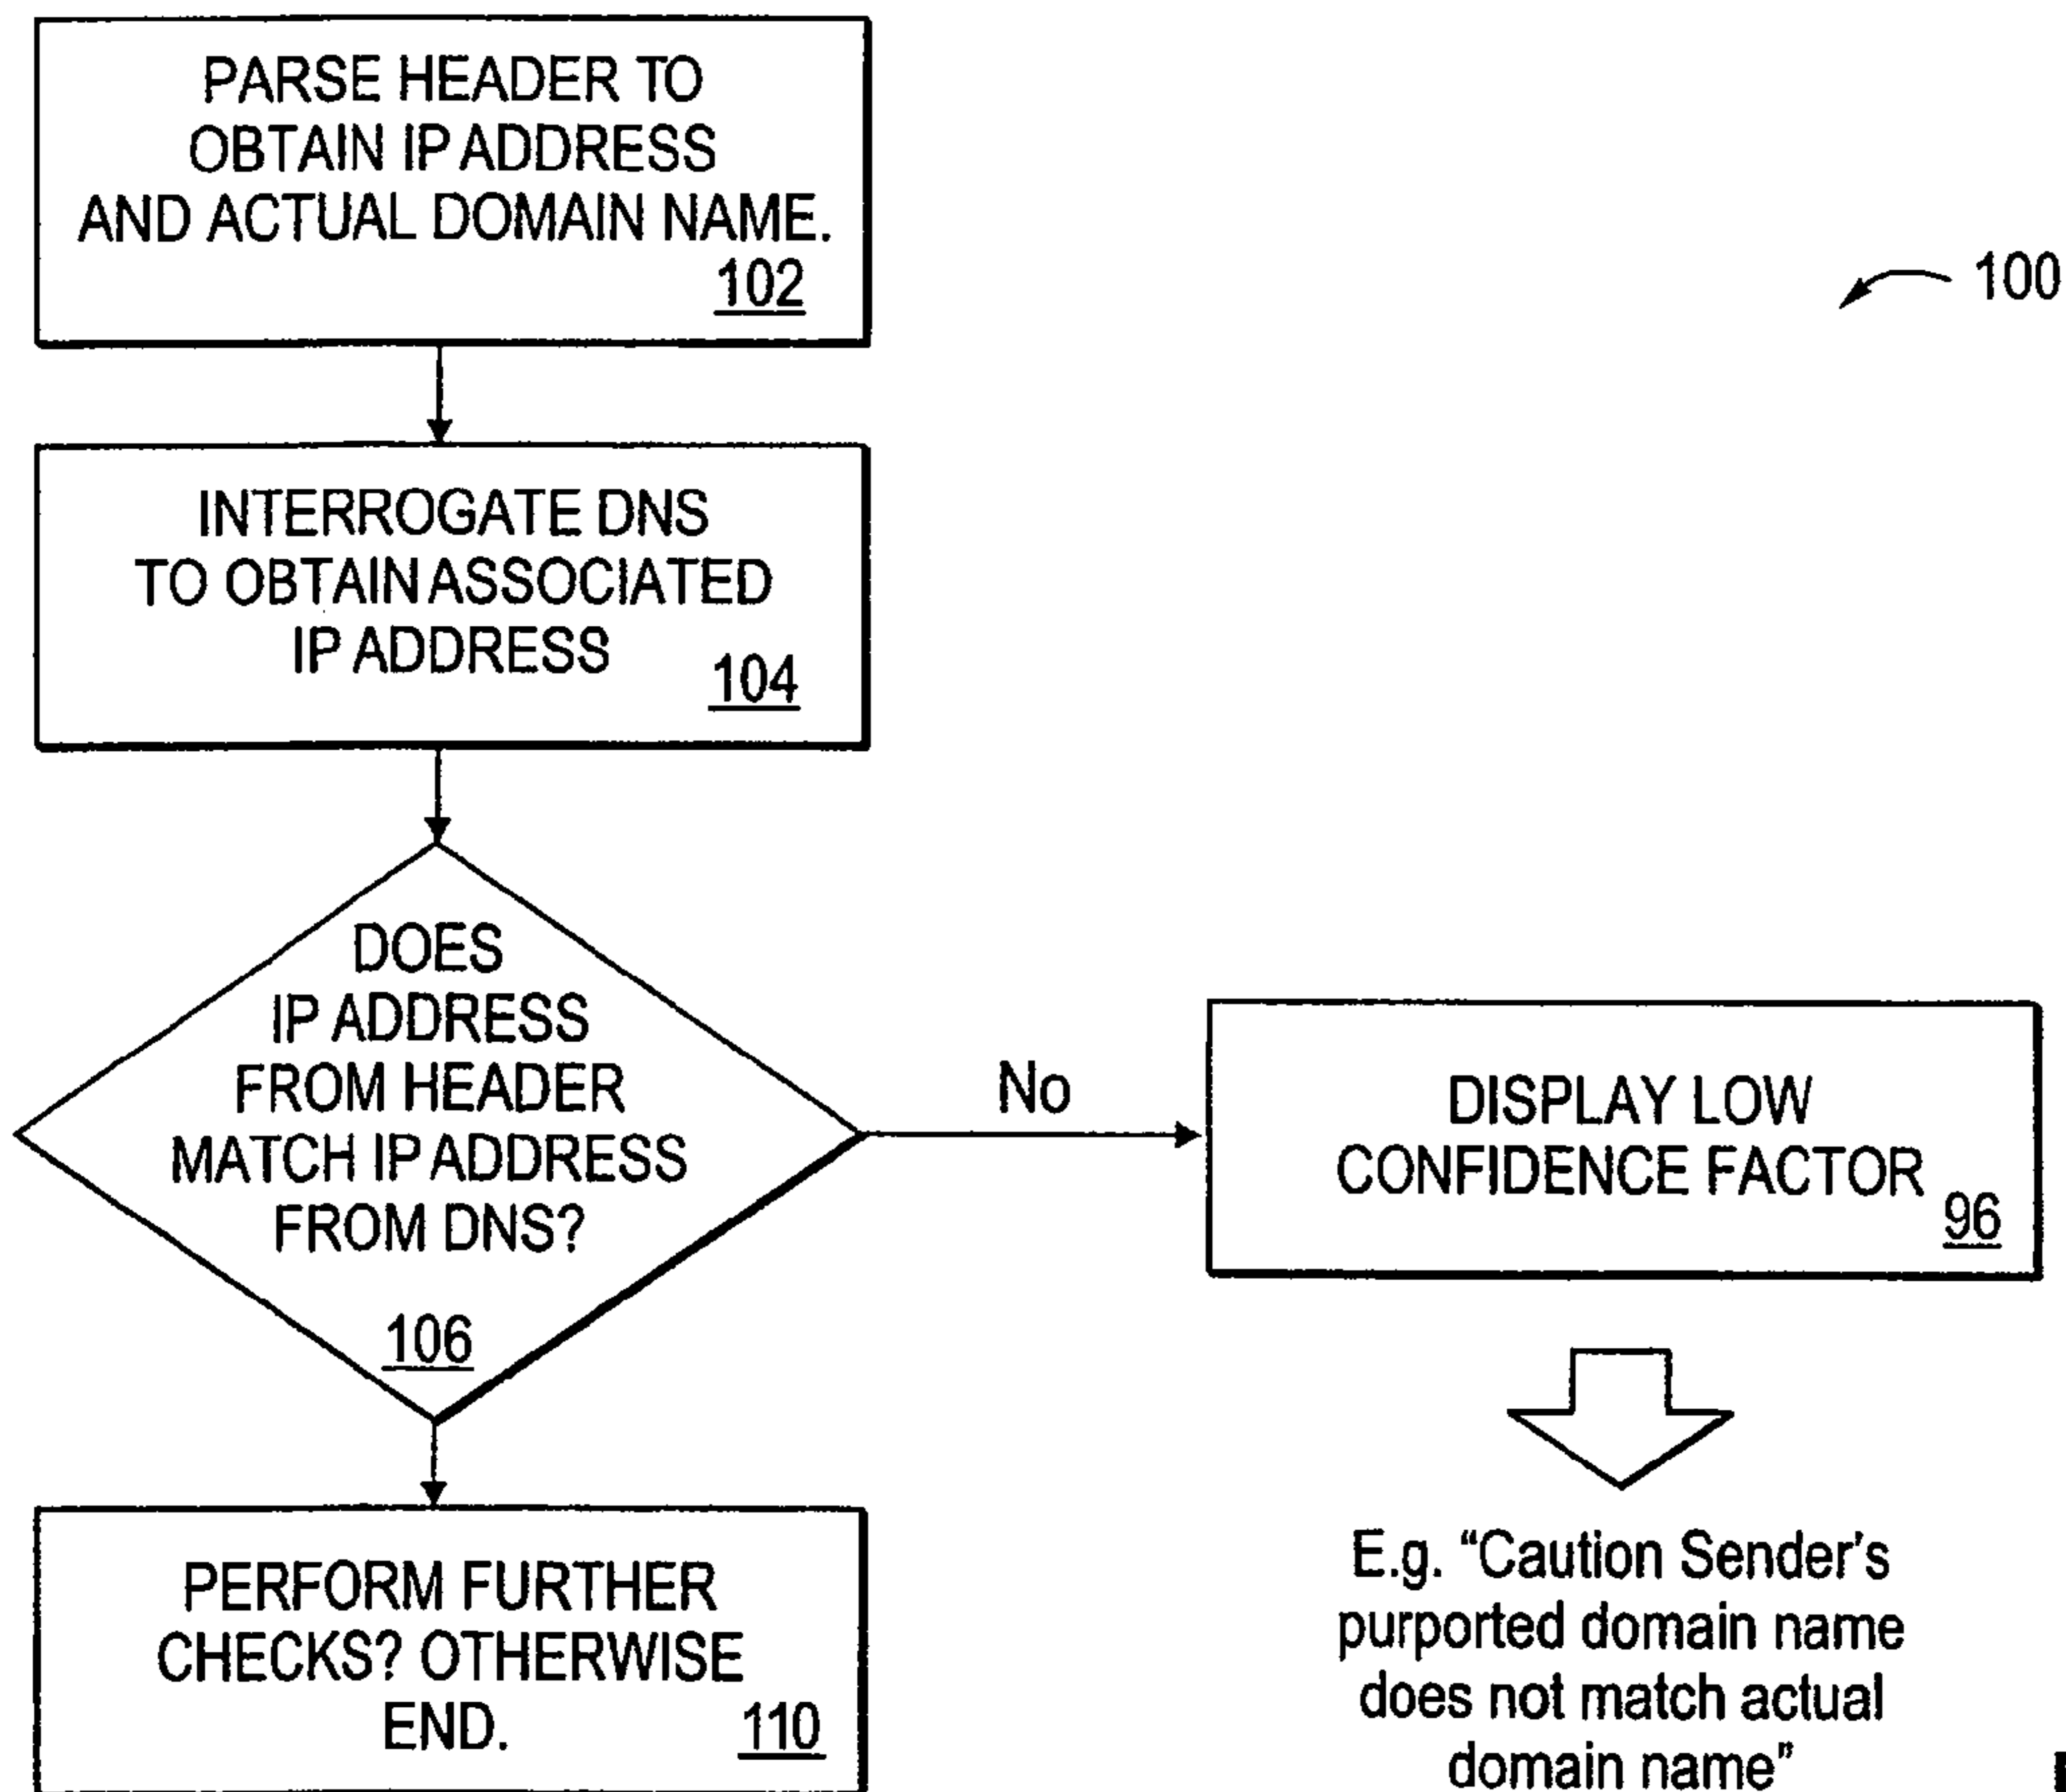 PARSE HEADER TO
OBTAIN IP ADDRESS
AND ACTUAL DOMAIN NAME.
102
100
INTERROGATE DNS
TO OBTAIN ASSOCIATED
IP ADDRESS
104
DOES
IP ADDRESS
FROM HEADER
MATCH IP ADDRESS
FROM DNS?
106
No
DISPLAY LOW
CONFIDENCE FACTOR
96
E.g. “Caution Sender's
purported domain name
does not match actual
domain name”
PERFORM FURTHER
CHECKS? OTHERWISE
END.
110